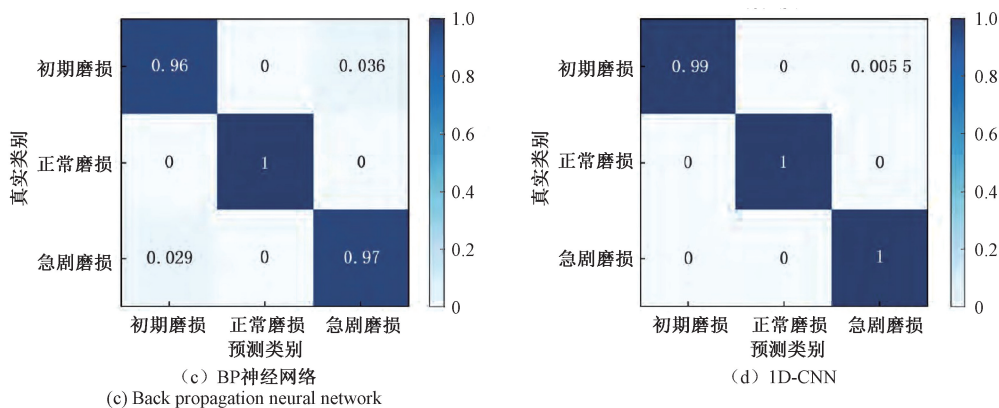 1.0
初期磨损 0.96 0 0.036
0.8
0.6
正常磨损 0 1 0
0.4
0.2
急剧磨损 0.029 0 0.97
0
真实类别
初期磨损 正常磨损 急剧磨损
预测类别
（c）BP神经网络
(c) Back propagation neural network
1.0
初期磨损 0.99 0 0.005 5
0.8
0.6
正常磨损 0 1 0
0.4
0.2
急剧磨损 0 0 1
0
真实类别
初期磨损 正常磨损 急剧磨损
预测类别
（d）1D-CNN